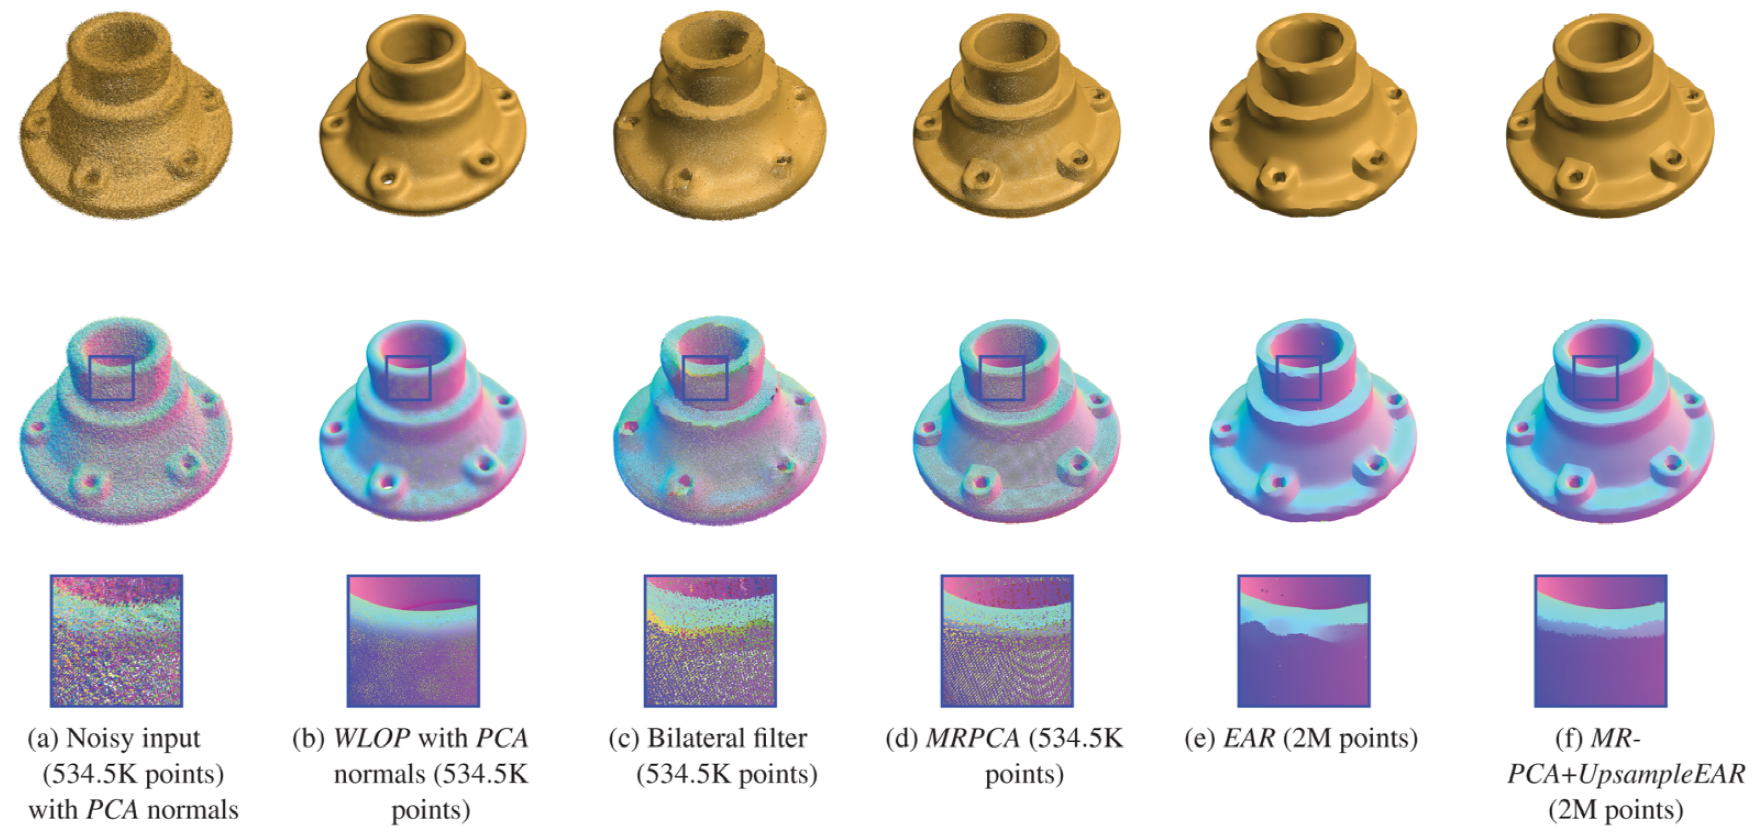 (a) Noisy input
(534.5K points)
with PCA normals
(b) WLOP with PCA
normals (534.5K
points)
(c) Bilateral filter
(534.5K points)
(d) MRPCA (534.5K
points)
(e) EAR (2M points)
(f) MR-
PCA+UpsampleEAR
(2M points)